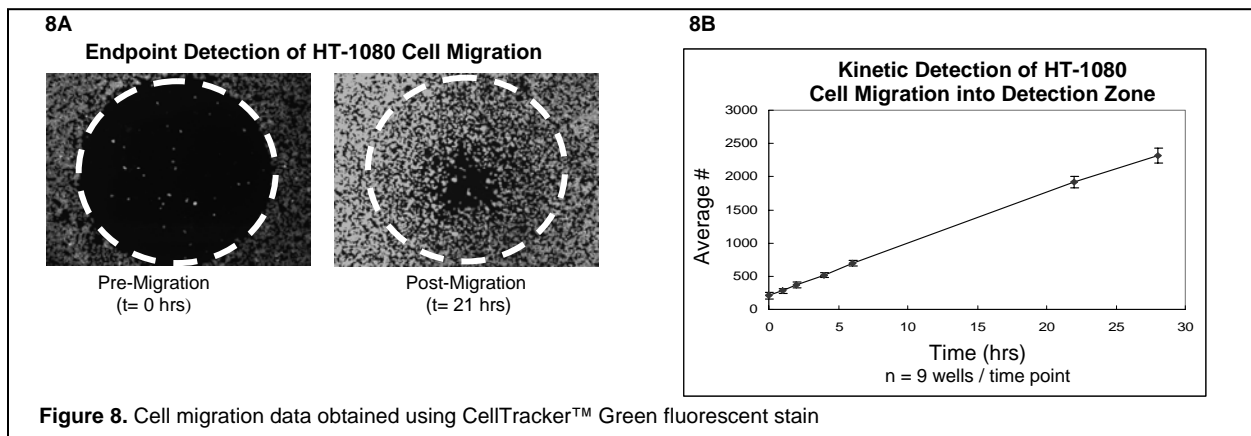 8A
Endpoint Detection of HT-1080 Cell Migration
Pre-Migration
(t= 0 hrs)
Post-Migration
(t= 21 hrs)
8B
Kinetic Detection of HT-1080
Cell Migration into Detection Zone
Average #
3000
2500
2000
1500
1000
500
0
0 5 10 15 20 25 30
Time (hrs)
n = 9 wells / time point
Figure 8. Cell migration data obtained using CellTracker™ Green fluorescent stain